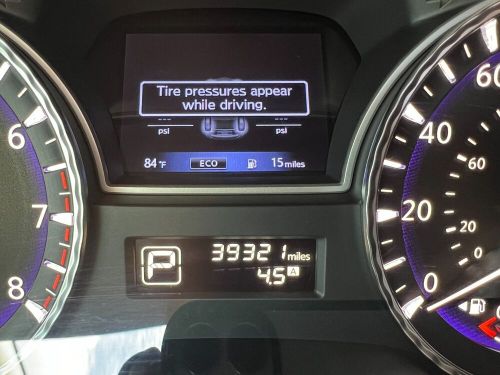 Tire pressures appear
while driving.
-- --
-- --
psi
psi
84°F
ECO
15 miles
6
7
8
60
40
20
0
60
40
20
0
P
39321 miles
4.5 A